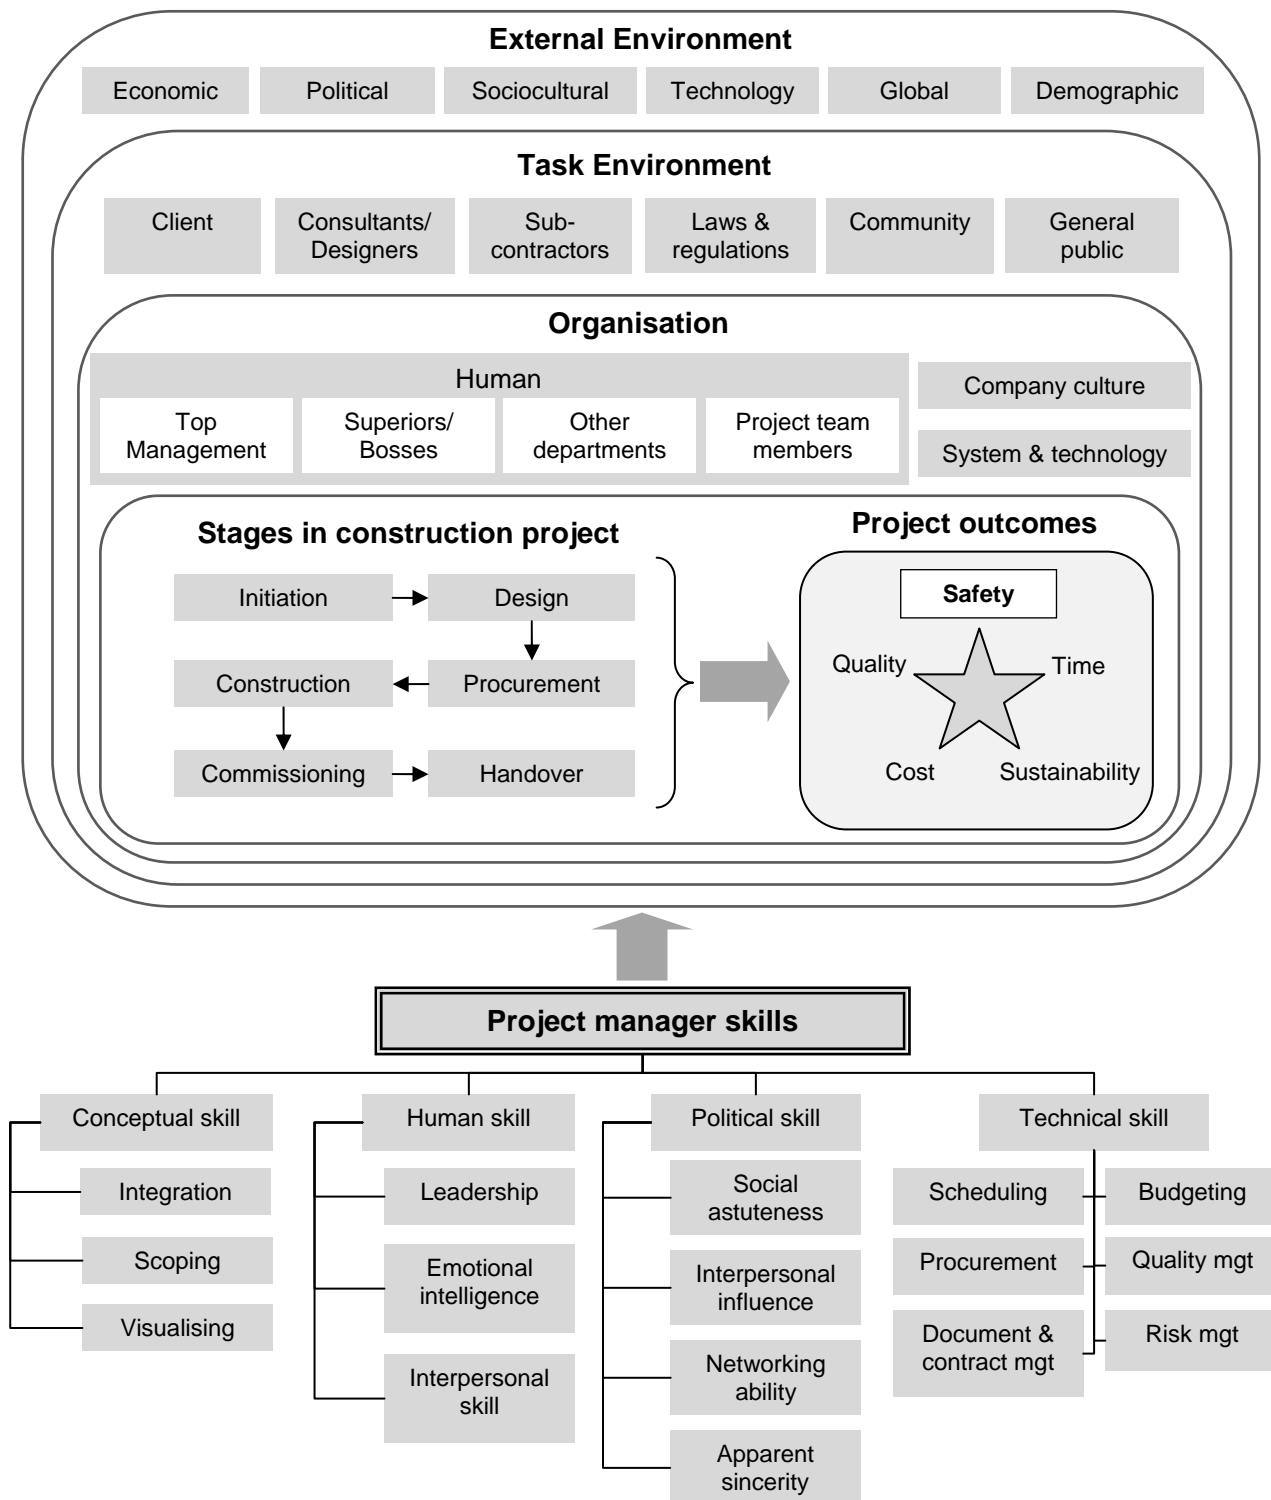 External Environment
Economic
Political
Sociocultural
Technology
Global
Demographic
Task Environment
Client
Consultants/
Designers
Sub-
contractors
Laws &
regulations
Community
General
public
Organisation
Human
Top
Management
Superiors/
Bosses
Other
departments
Project team
members
Company culture
System & technology
Stages in construction project
Initiation
Design
Construction
Procurement
Commissioning
Handover
Project outcomes
Safety
Quality
Time
Cost
Sustainability
Project manager skills
Conceptual skill
Integration
Scoping
Visualising
Human skill
Leadership
Emotional
intelligence
Interpersonal
skill
Political skill
Social
astuteness
Interpersonal
influence
Networking
ability
Apparent
sincerity
Technical skill
Scheduling
Budgeting
Procurement
Quality mgt
Document &
contract mgt
Risk mgt